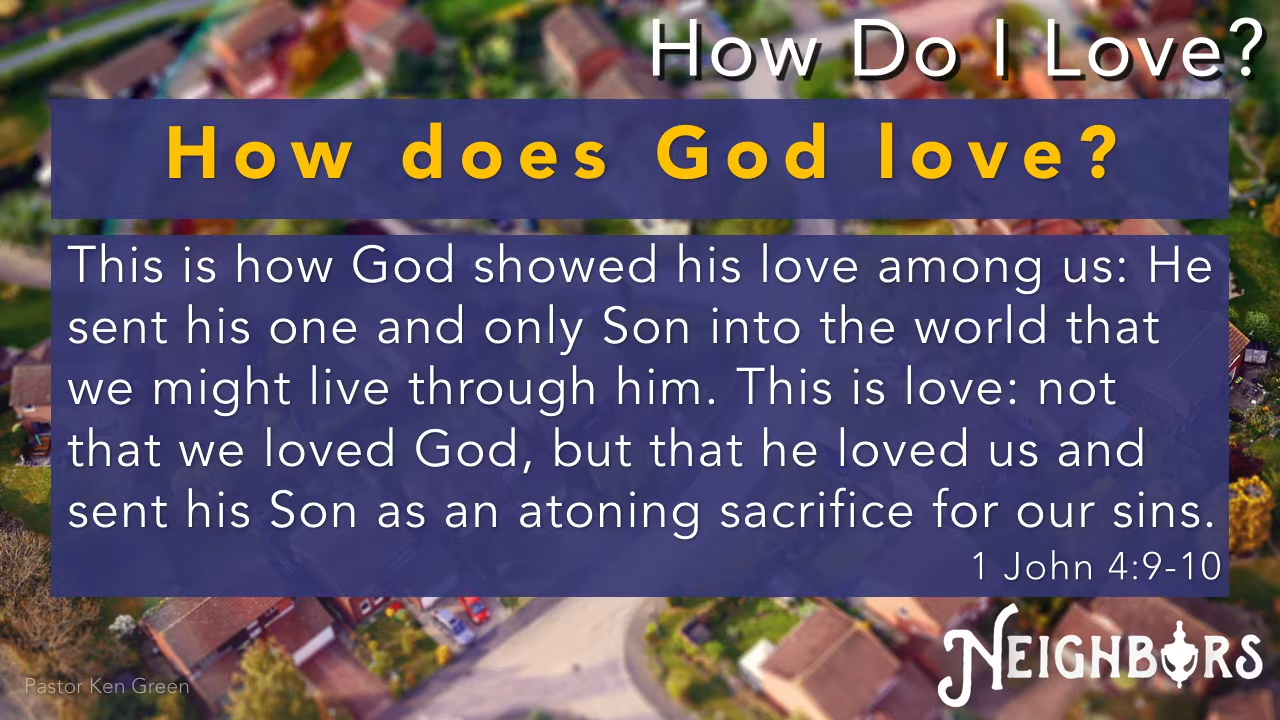 How Do I Love?
How does God love?
This is how God showed his love among us: He
sent his one and only Son into the world that
we might live through him. This is love: not
that we loved God, but that he loved us and
sent his Son as an atoning sacrifice for our sins.
1 John 4:9-10
NEIGHBORS
Pastor Ken Green